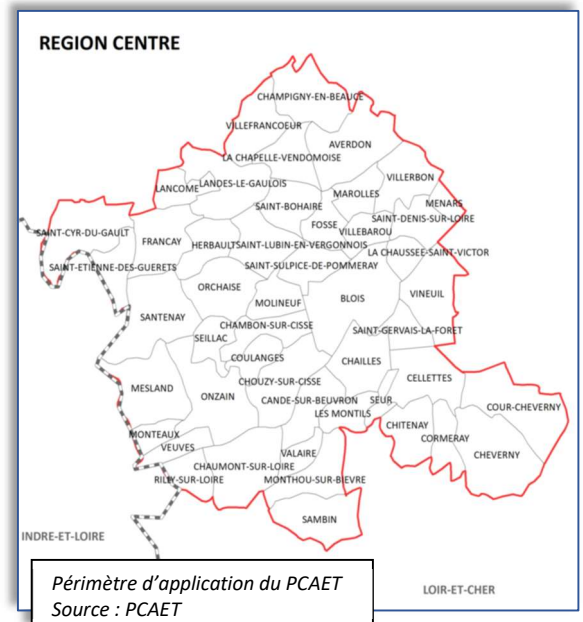 REGION CENTRE
CHAMPIGNY-EN-BEAUCE
VILLEFRANCOEUR
AVERDON
LA CHAPELLE-VENDOMOISE
VILLERBON
LANCOME
LANDES-LE-GAULOIS
MAROLLES
MENARS
SAINT-BOHAIRE
SAINT-DENIS-SUR-LOIRE
FOSSE
SAINT-CYR-DU-GAULT
VILLEBAROU
FRANCAY
HERBAULT
SAINT-LUBIN-EN-VERGONNOIS
LA CHAUSSEE-SAINT-VICTOR
SAINT-ETIENNE-DES-GUERETS
SAINT-SULPICE-DE-POMMERAY
ORCHAISE
VINEUIL
BLOIS
MOLINEUF
SANTENAY
CHAMBON-SUR-CISSE
SAINT-GERVAIS-LA-FORET
SEILLAC
COULANGES
CHAILLES
CELLETTES
MESLAND
CHOUZY-SUR-CISSE
ONZAIN
CANDE-SUR-BEUVRON
SEUR
COUR-CHEVERNY
LES MONTILS
CHITENAY
MONTEAUX
CORMERAY
VEUVES
VALAIRE
CHEVERNY
CHAUMONT-SUR-LOIRE
RILLY-SUR-LOIRE
MONTHOU-SUR-BIEVRE
SAMBIN
INDRE-ET-LOIRE
LOIR-ET-CHER
Périmètre d'application du PCAET
Source : PCAET